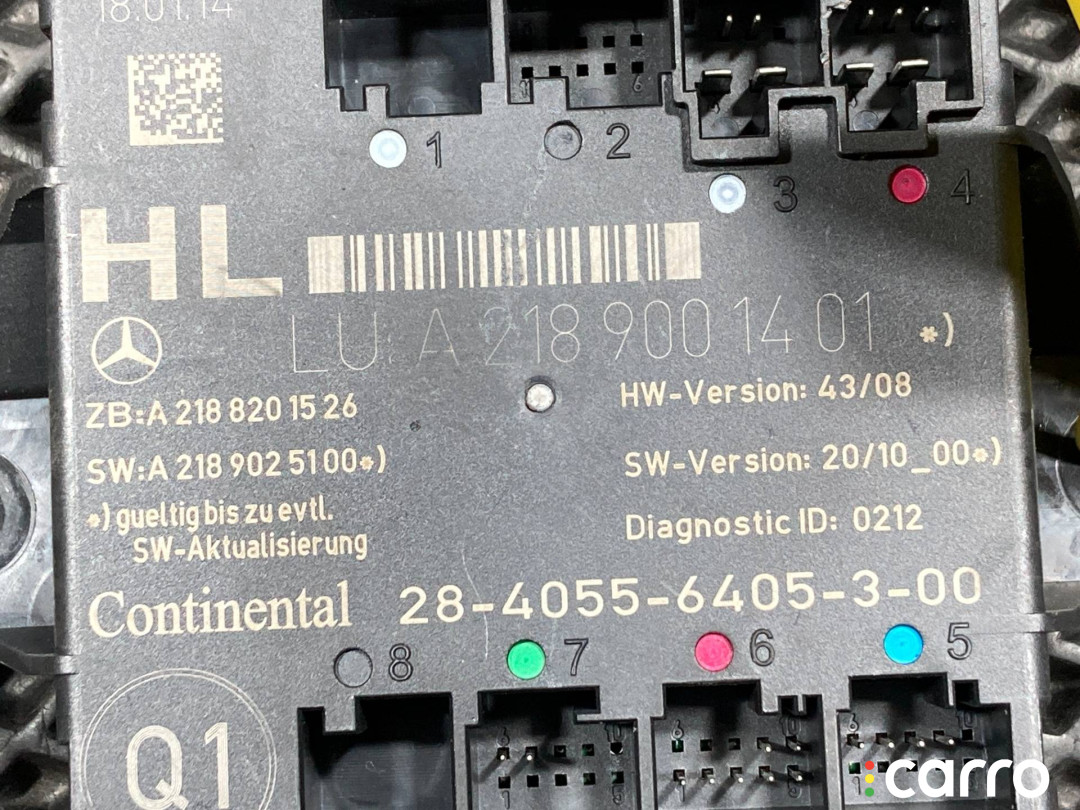 18.01.14
1 2
3 4
HL
LU: A 218 900 14 01 *)
ZB:A 218 820 15 26
HW-Version: 43/08
SW:A 218 902 51 00*)
SW-Version: 20/10_00*)
*) gueltig bis zu evtl.
SW-Aktualisierung
Diagnostic ID: 0212
Continental 28-4055-6405-3-00
8 7 6 5
Q1
carro